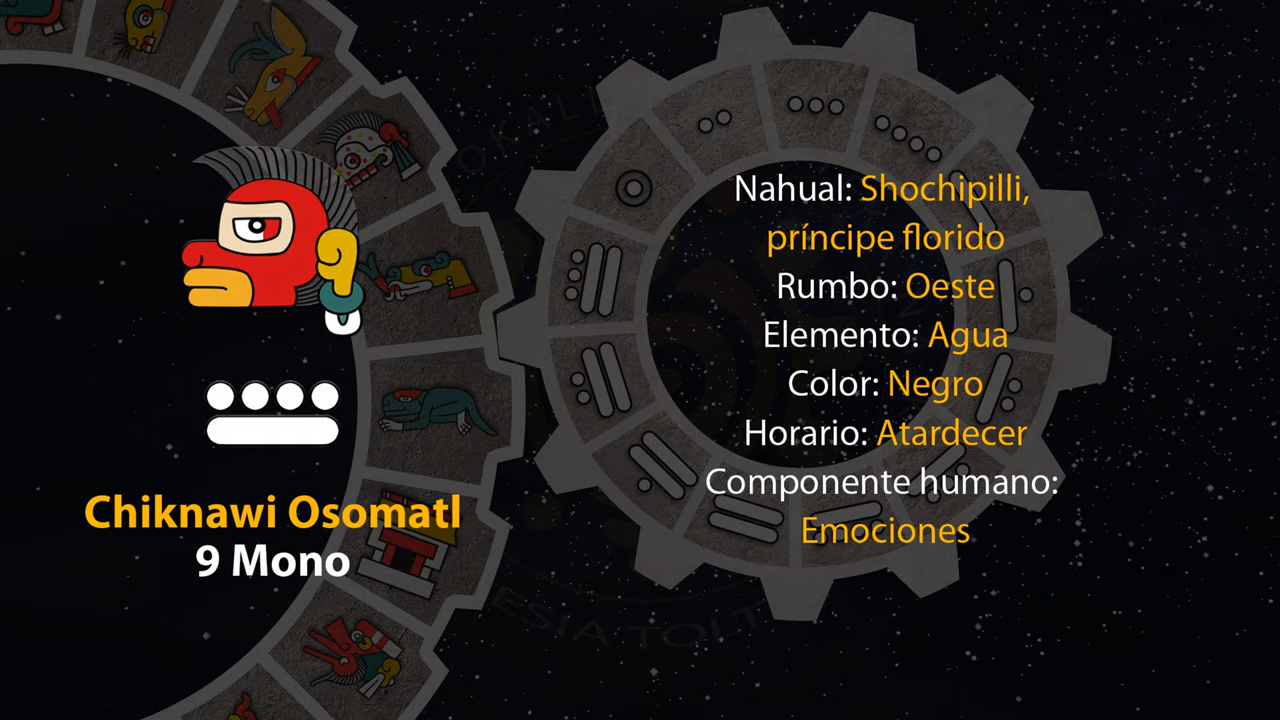 Chiknawi Osomatl
9 Mono
Nahual: Shochipilli,
príncipe florido
Rumbo: Oeste
Elemento: Agua
Color: Negro
Horario: Atardecer
Componente humano:
Emociones